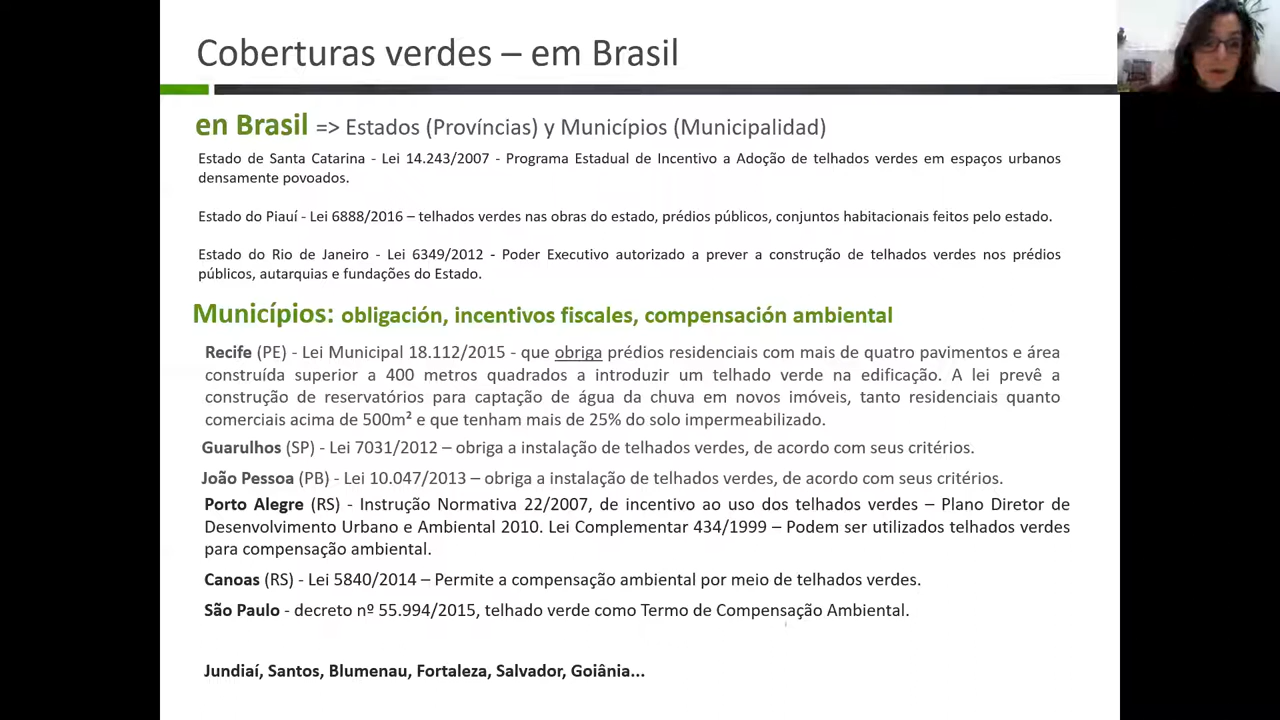 Coberturas verdes – em Brasil
en Brasil => Estados (Províncias) y Municípios (Municipalidad)
Estado de Santa Catarina - Lei 14.243/2007 - Programa Estadual de Incentivo a Adoção de telhados verdes em espaços urbanos
densamente povoados.
Estado do Piauí - Lei 6888/2016 – telhados verdes nas obras do estado, prédios públicos, conjuntos habitacionais feitos pelo estado.
Estado do Rio de Janeiro - Lei 6349/2012 - Poder Executivo autorizado a prever a construção de telhados verdes nos prédios
públicos, autarquias e fundações do Estado.
Municípios: obligación, incentivos fiscales, compensación ambiental
Recife (PE) - Lei Municipal 18.112/2015 - que obriga prédios residenciais com mais de quatro pavimentos e área
construída superior a 400 metros quadrados a introduzir um telhado verde na edificação. A lei prevê a
construção de reservatórios para captação de água da chuva em novos imóveis, tanto residenciais quanto
comerciais acima de 500m² e que tenham mais de 25% do solo impermeabilizado.
Guarulhos (SP) - Lei 7031/2012 – obriga a instalação de telhados verdes, de acordo com seus critérios.
João Pessoa (PB) - Lei 10.047/2013 – obriga a instalação de telhados verdes, de acordo com seus critérios.
Porto Alegre (RS) - Instrução Normativa 22/2007, de incentivo ao uso dos telhados verdes – Plano Diretor de
Desenvolvimento Urbano e Ambiental 2010. Lei Complementar 434/1999 – Podem ser utilizados telhados verdes
para compensação ambiental.
Canoas (RS) - Lei 5840/2014 – Permite a compensação ambiental por meio de telhados verdes.
São Paulo - decreto nº 55.994/2015, telhado verde como Termo de Compensação Ambiental.
Jundiaí, Santos, Blumenau, Fortaleza, Salvador, Goiânia...